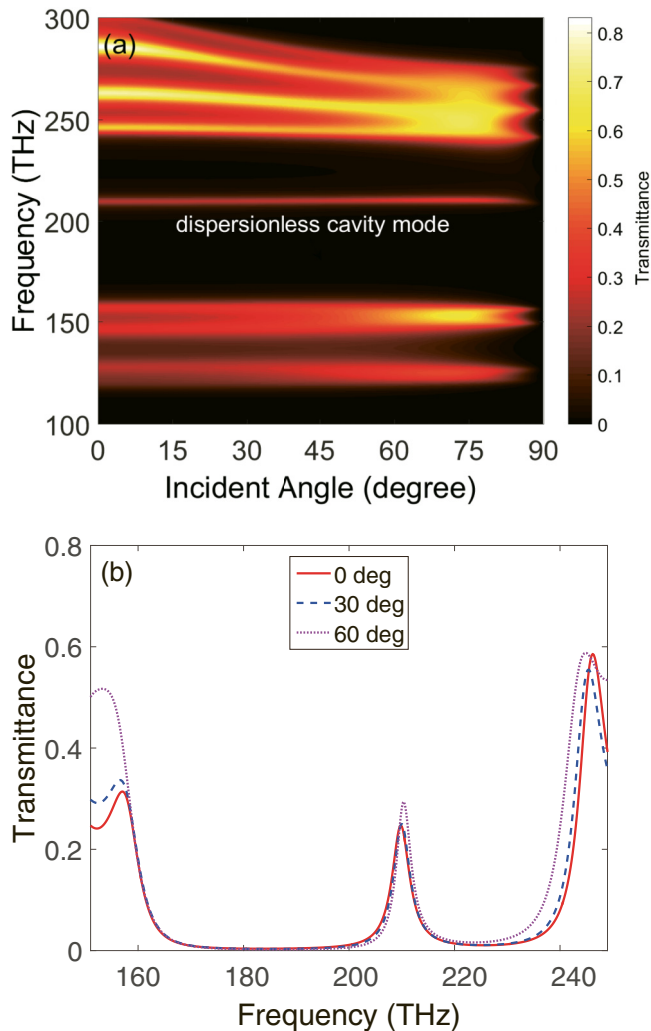 (a)
300
250
200
150
100
Frequency (THz)
dispersionless cavity mode
0 15 30 45 60 75 90
Incident Angle (degree)
0.8
0.7
0.6
0.5
0.4
0.3
0.2
0.1
0
Transmittance
(b)
0 deg
30 deg
60 deg
0.8
0.6
0.4
0.2
0
Transmittance
160 180 200 220 240
Frequency (THz)